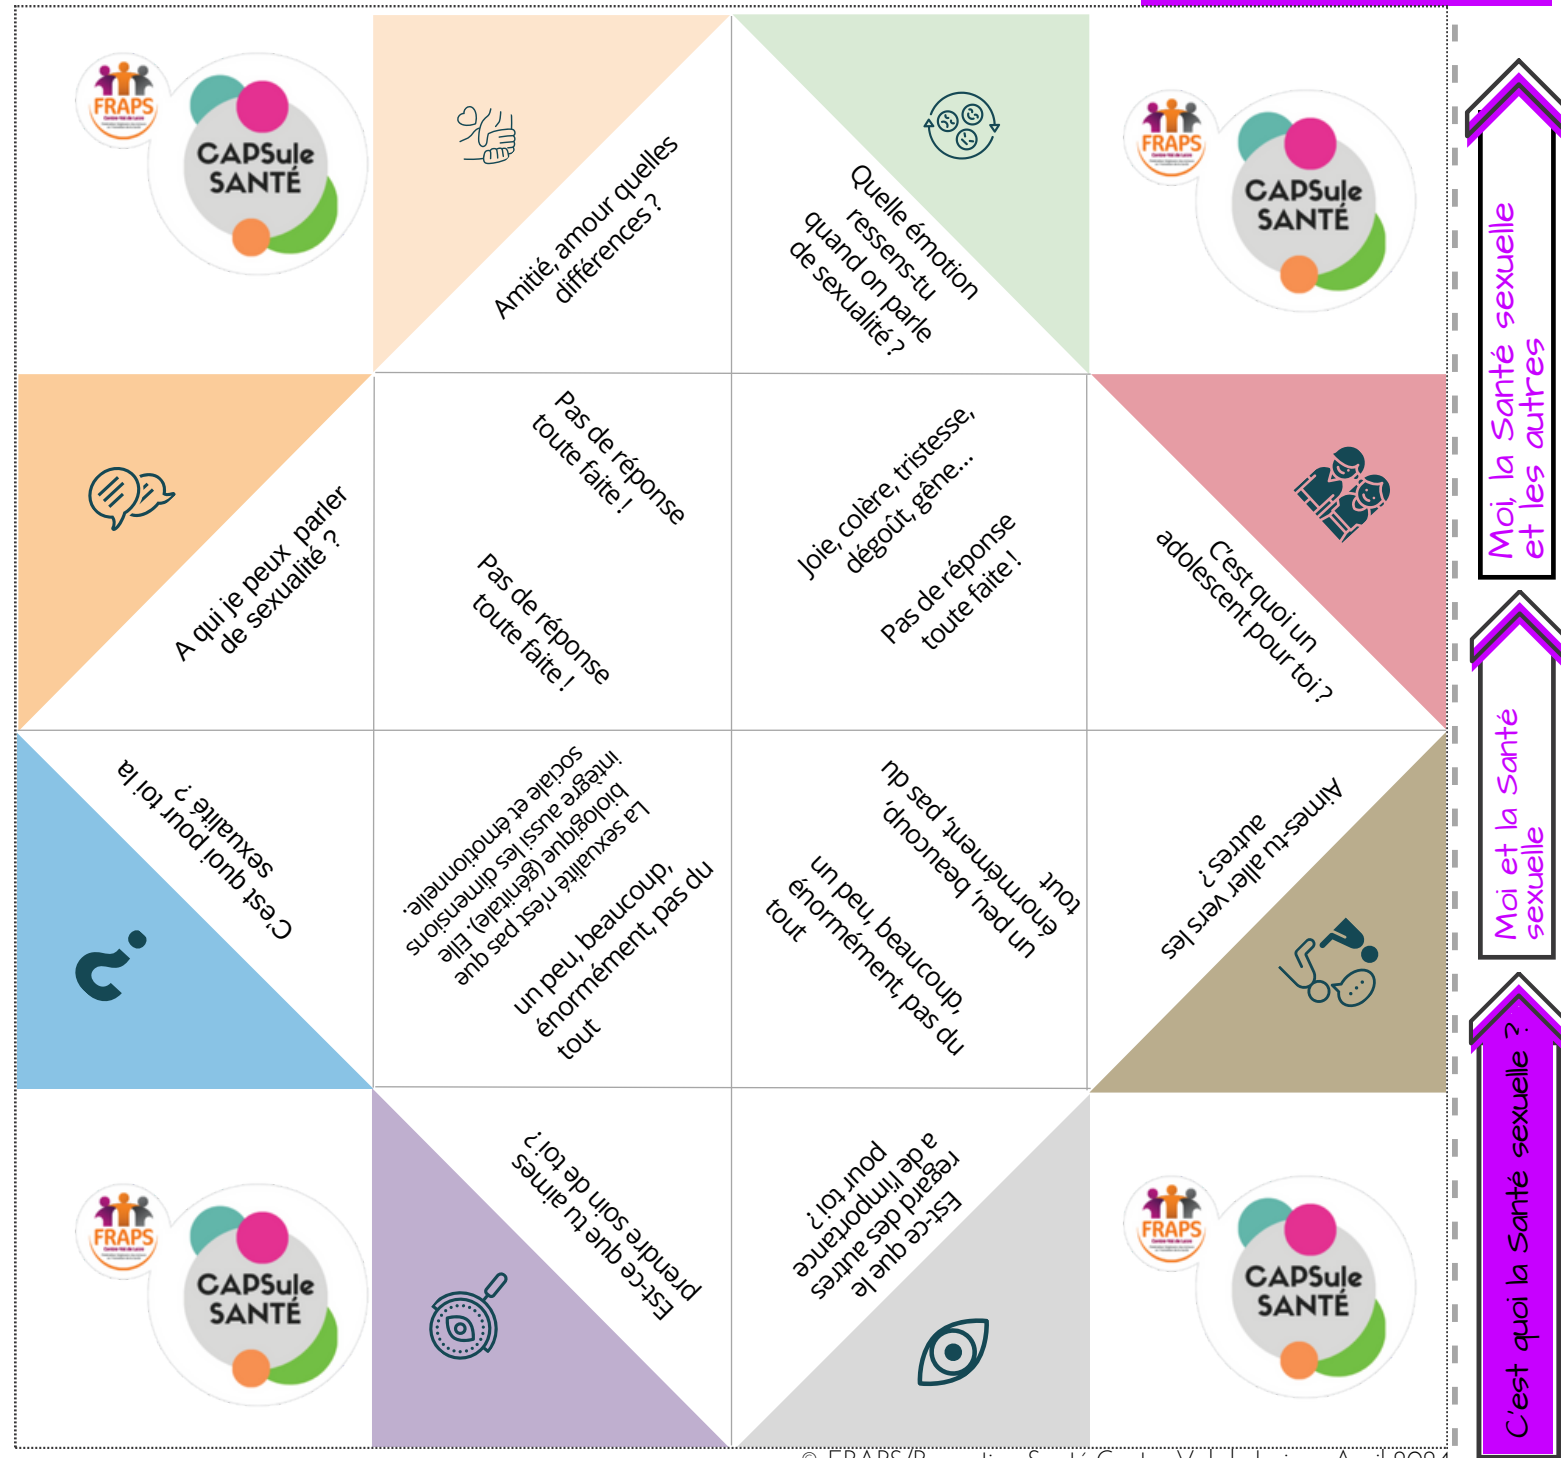 FRAPS
CAPSule
SANTÉ
Amitié, amour quelles
différences ?
Quelle émotion
ressens-tu
quand on parle
de sexualité ?
FRAPS
CAPSule
SANTÉ
A qui je peux parler
de sexualité ?
Pas de réponse
toute faite !
Pas de réponse
toute faite !
Joie, colère, tristesse,
dégoût, gêne...
Pas de réponse
toute faite !
C'est quoi un
adolescent pour toi ?
C'est quoi pour toi la
sexualité ?
La sexualité n'est pas que
biologique (génitale). Elle
intègre aussi les dimensions
sociale et émotionnelle.
un peu, beaucoup,
énormément, pas du
tout
un peu, beaucoup,
énormément, pas du
tout
un peu, beaucoup,
énormément, pas du
tout
Aimes-tu aller vers les
autres ?
FRAPS
CAPSule
SANTÉ
Est-ce que tu aimes
prendre soin de toi ?
Est-ce que le
regard des autres
a de l'importance
pour toi ?
FRAPS
CAPSule
SANTÉ
Moi, la Santé sexuelle
et les autres
Moi et la Santé
sexuelle
C'est quoi la Santé sexuelle ?